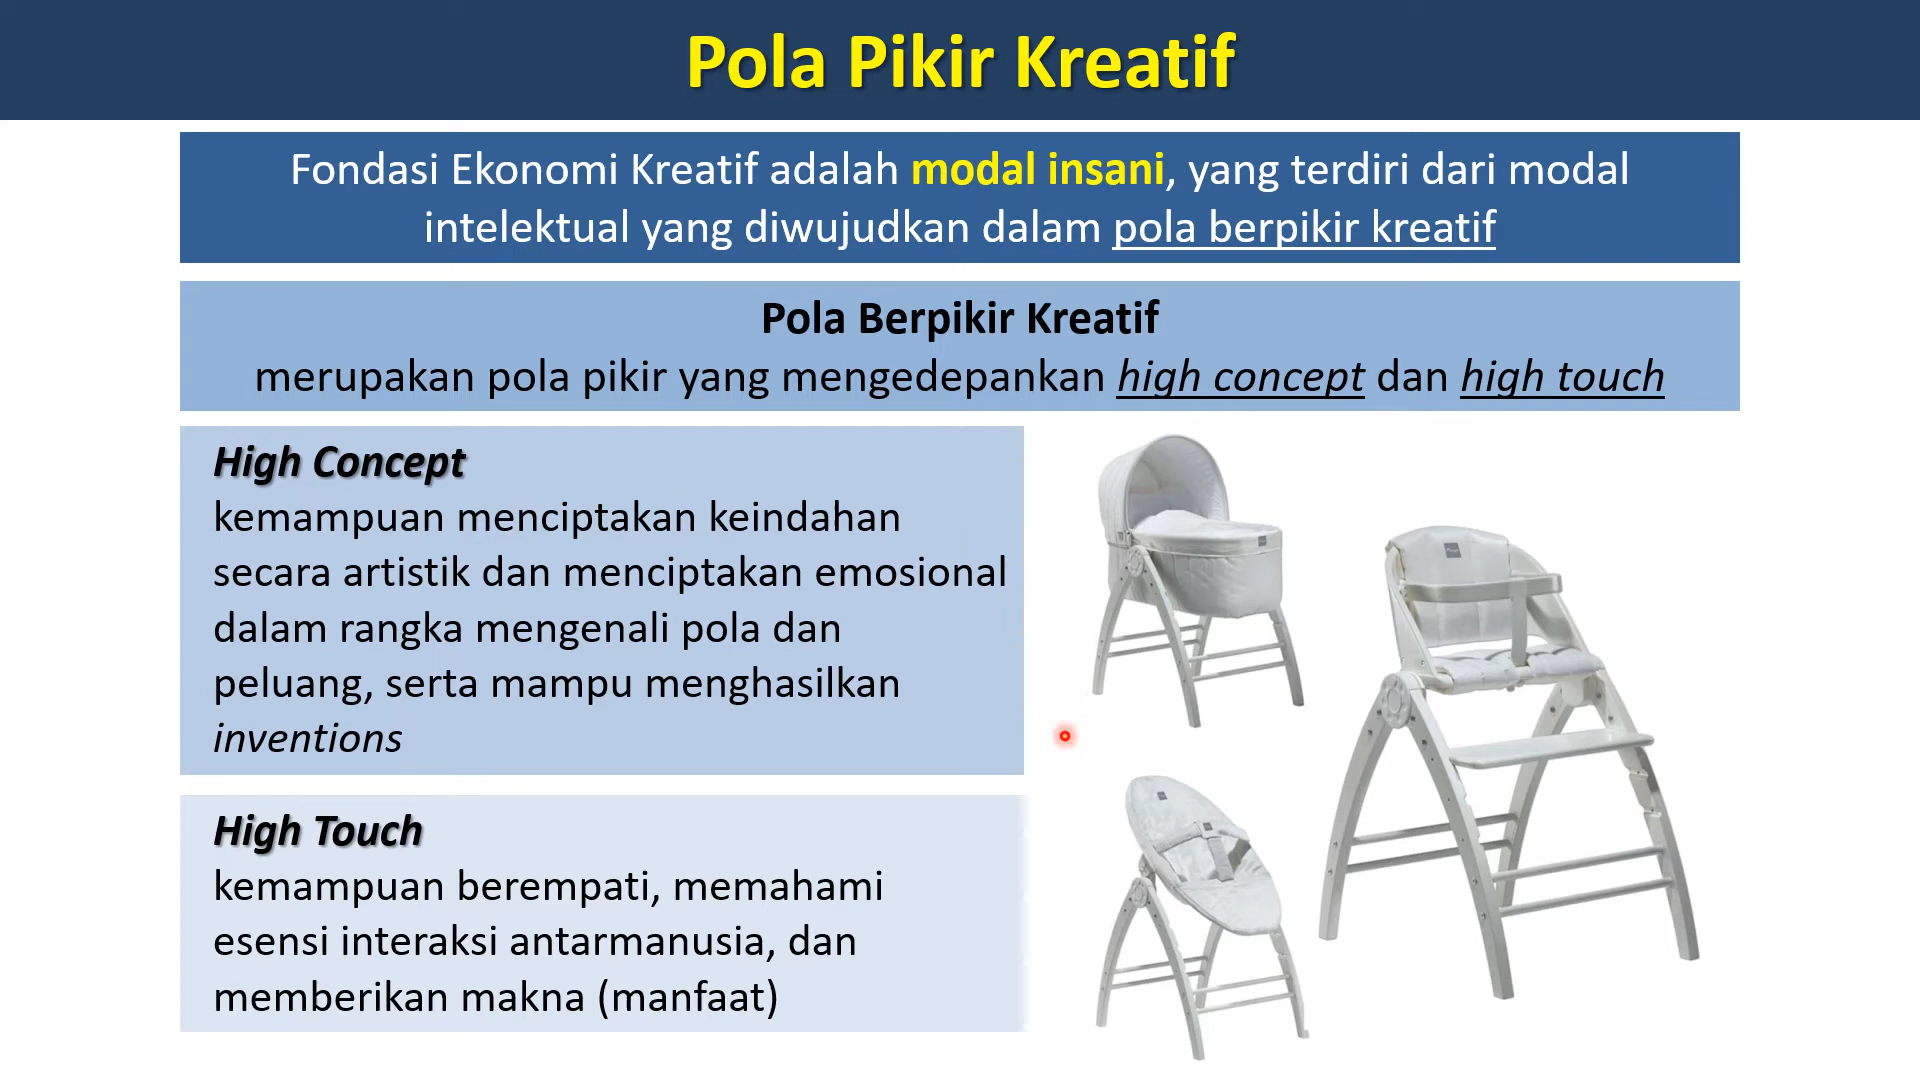 Pola Pikir Kreatif
Fondasi Ekonomi Kreatif adalah modal insani, yang terdiri dari modal
intelektual yang diwujudkan dalam pola berpikir kreatif
Pola Berpikir Kreatif
merupakan pola pikir yang mengedepankan high concept dan high touch
High Concept
kemampuan menciptakan keindahan
secara artistik dan menciptakan emosional
dalam rangka mengenali pola dan
peluang, serta mampu menghasilkan
inventions
High Touch
kemampuan berempati, memahami
esensi interaksi antarmanusia, dan
memberikan makna (manfaat)